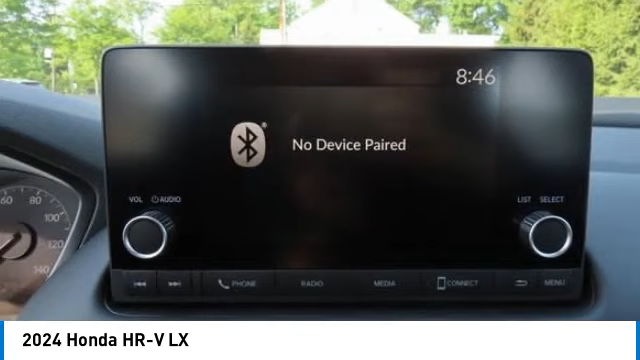 8:46
No Device Paired
VOL AUDIO
LIST SELECT
PHONE RADIO MEDIA CONNECT MENU
60 80
100
120
140
2024 Honda HR-V LX